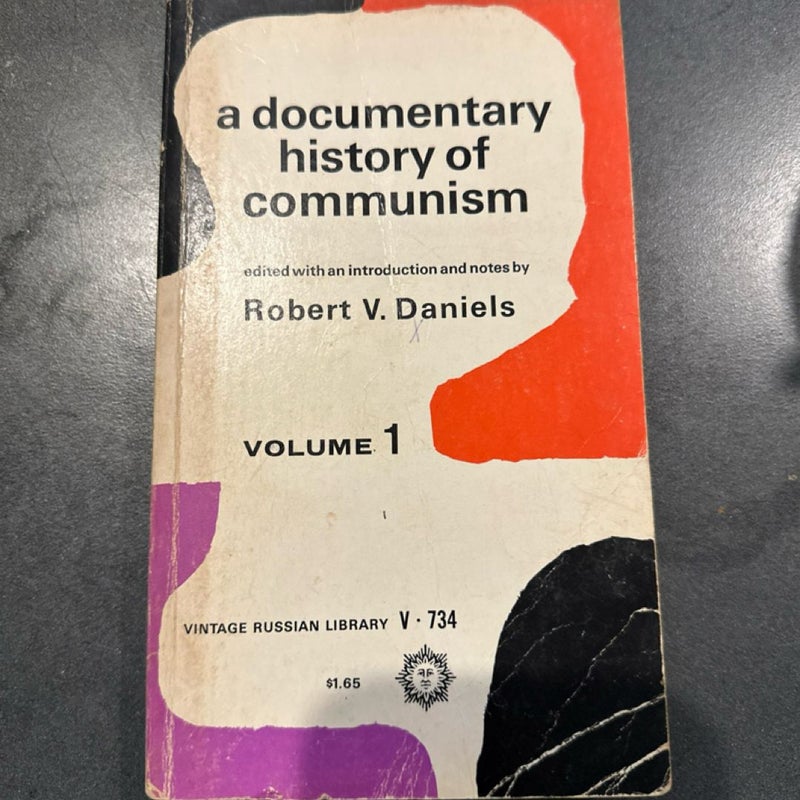 a documentary
history of
communism
edited with an introduction and notes by
Robert V. Daniels
VOLUME 1
VINTAGE RUSSIAN LIBRARY V · 734
$1.65